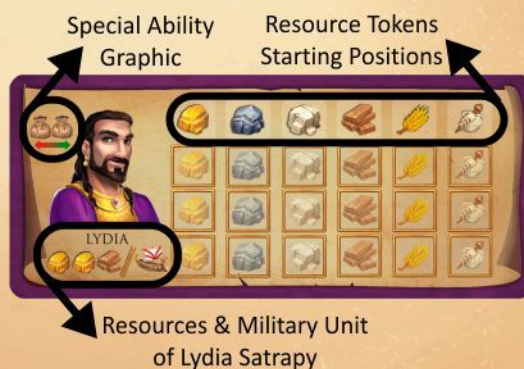 Special Ability
Graphic
Resource Tokens
Starting Positions
LYDIA
Resources & Military Unit
of Lydia Satrapy